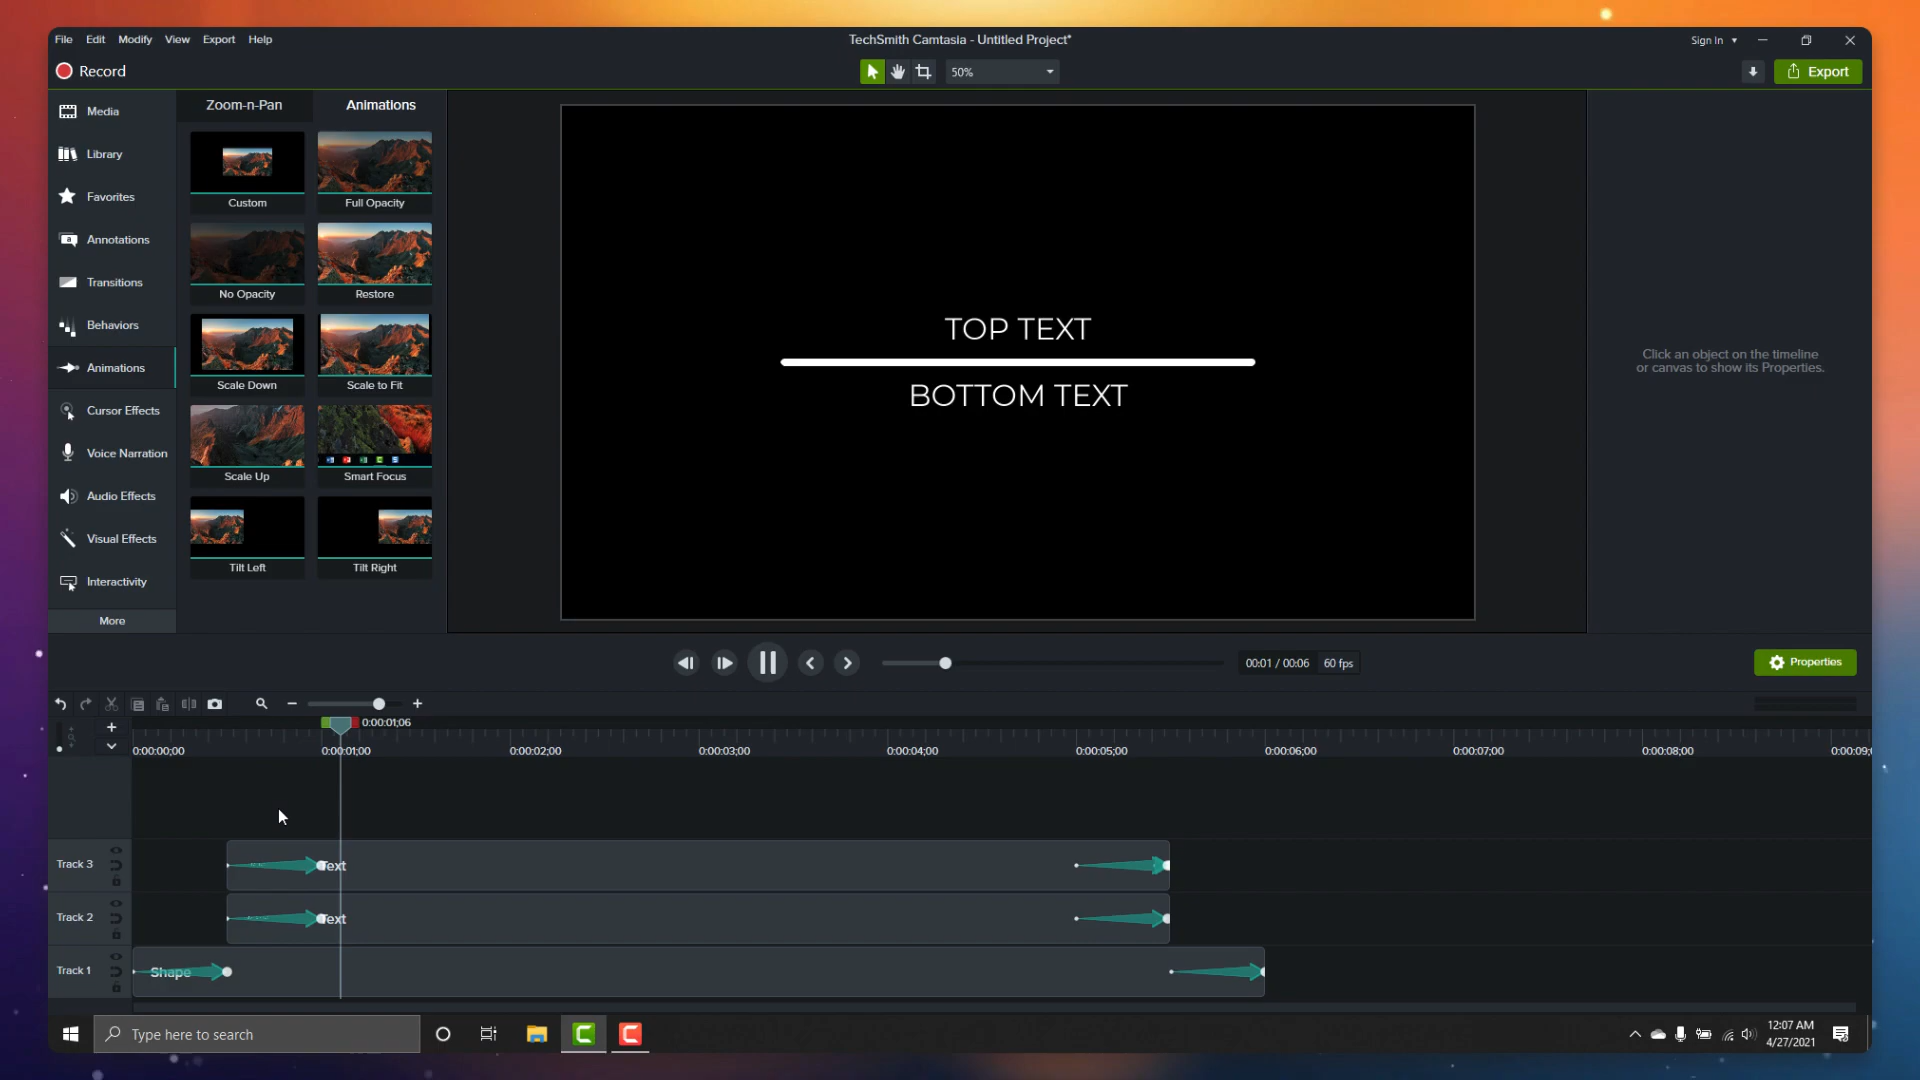 File Edit Modify View Export Help
TechSmith Camtasia - Untitled Project*
Sign In
Record
50%
Export
Media
Library
Favorites
Annotations
Transitions
Behaviors
Animations
Cursor Effects
Voice Narration
Audio Effects
Visual Effects
Interactivity
More
Zoom-n-Pan Animations
Custom Full Opacity
No Opacity Restore
Scale Down Scale to Fit
Scale Up Smart Focus
Tilt Left Tilt Right
TOP TEXT
BOTTOM TEXT
Click an object on the timeline
or canvas to show its Properties.
00:01 / 00:06 60 fps
Properties
0:00:01;06
0:00:00;00 0:00:01;00 0:00:02;00 0:00:03;00 0:00:04;00 0:00:05;00 0:00:06;00 0:00:07;00 0:00:08;00 0:00:09;
Track 3 Text
Track 2 Text
Track 1 Shape
Type here to search
12:07 AM
4/27/2021